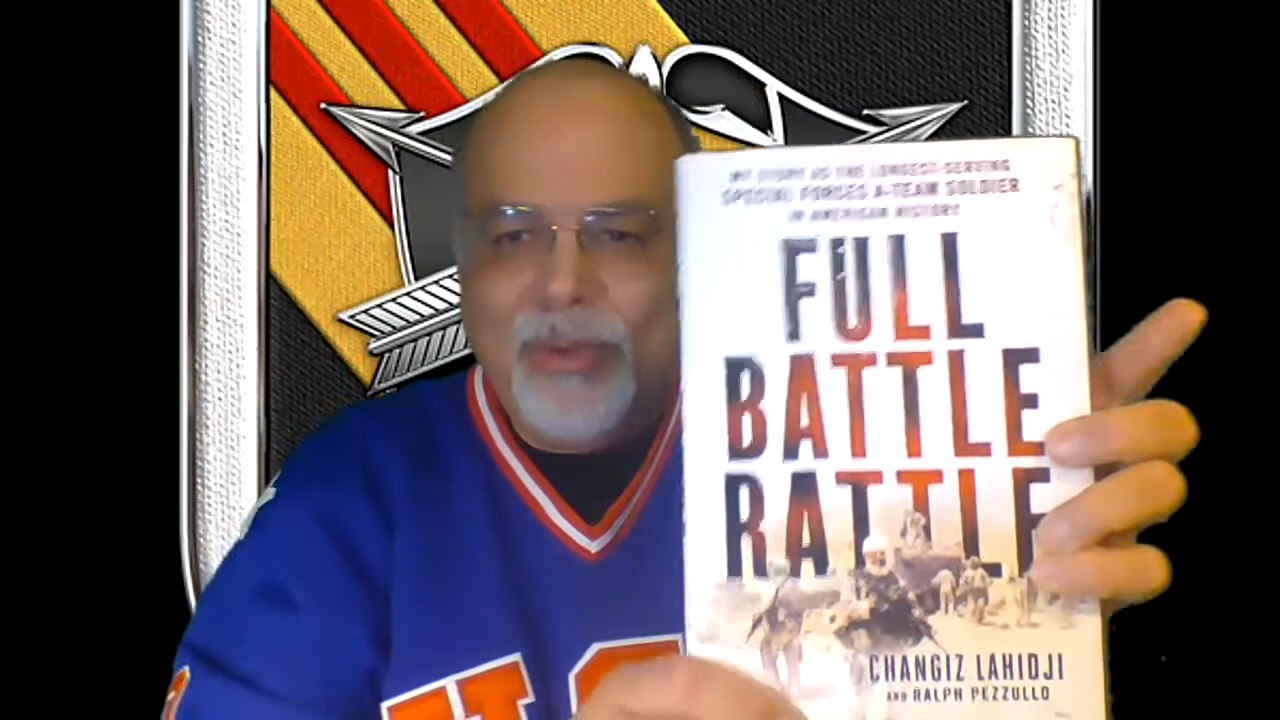 MY STORY AS THE LONGEST-SERVING
SPECIAL FORCES A-TEAM SOLDIER
IN AMERICAN HISTORY
FULL
BATTLE
RATTLE
CHANGIZ LAHIDJI
AND RALPH PEZZULLO